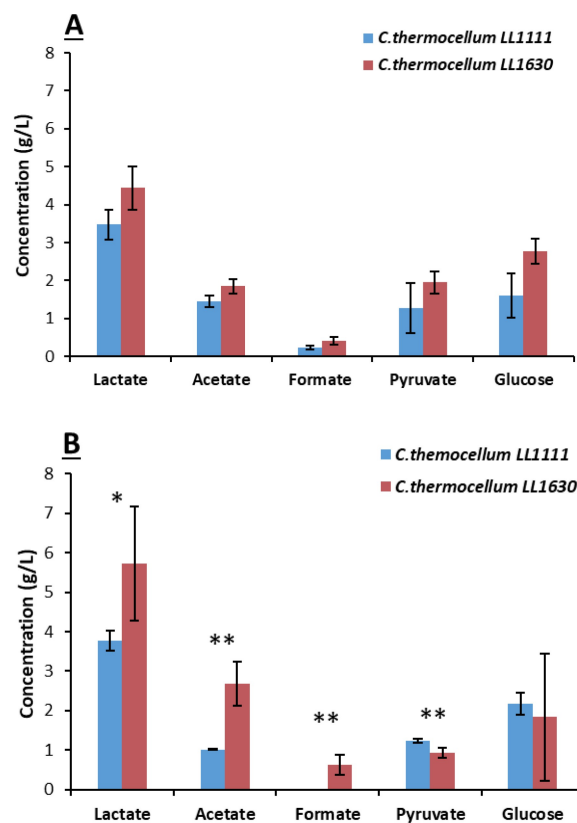 A
C.thermocellum LL1111
C.thermocellum LL1630
Concentration (g/L)
8
7
6
5
4
3
2
1
0
Lactate Acetate Formate Pyruvate Glucose
B
C.themocellum LL1111
C.thermocellum LL1630
Concentration (g/L)
8
7
6
5
4
3
2
1
0
*
**
**
**
Lactate Acetate Formate Pyruvate Glucose